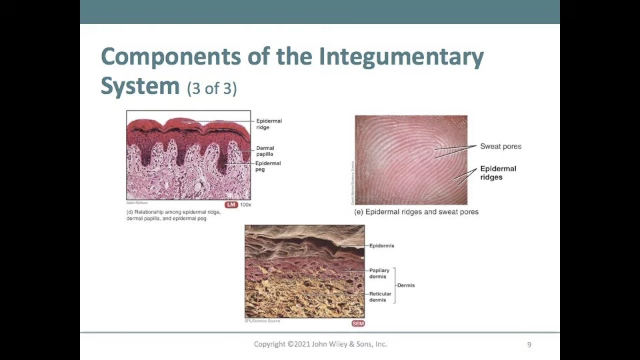 Components of the Integumentary
System (3 of 3)
Epidermal
ridge
Dermal
papilla
Epidermal
peg
LM 100x
(d) Relationship among epidermal ridge,
dermal papilla, and epidermal peg
Sweat pores
Epidermal
ridges
(e) Epidermal ridges and sweat pores
Epidermis
Papillary
dermis
Dermis
Reticular
dermis
SEM
Copyright ©2021 John Wiley & Sons, Inc.
9